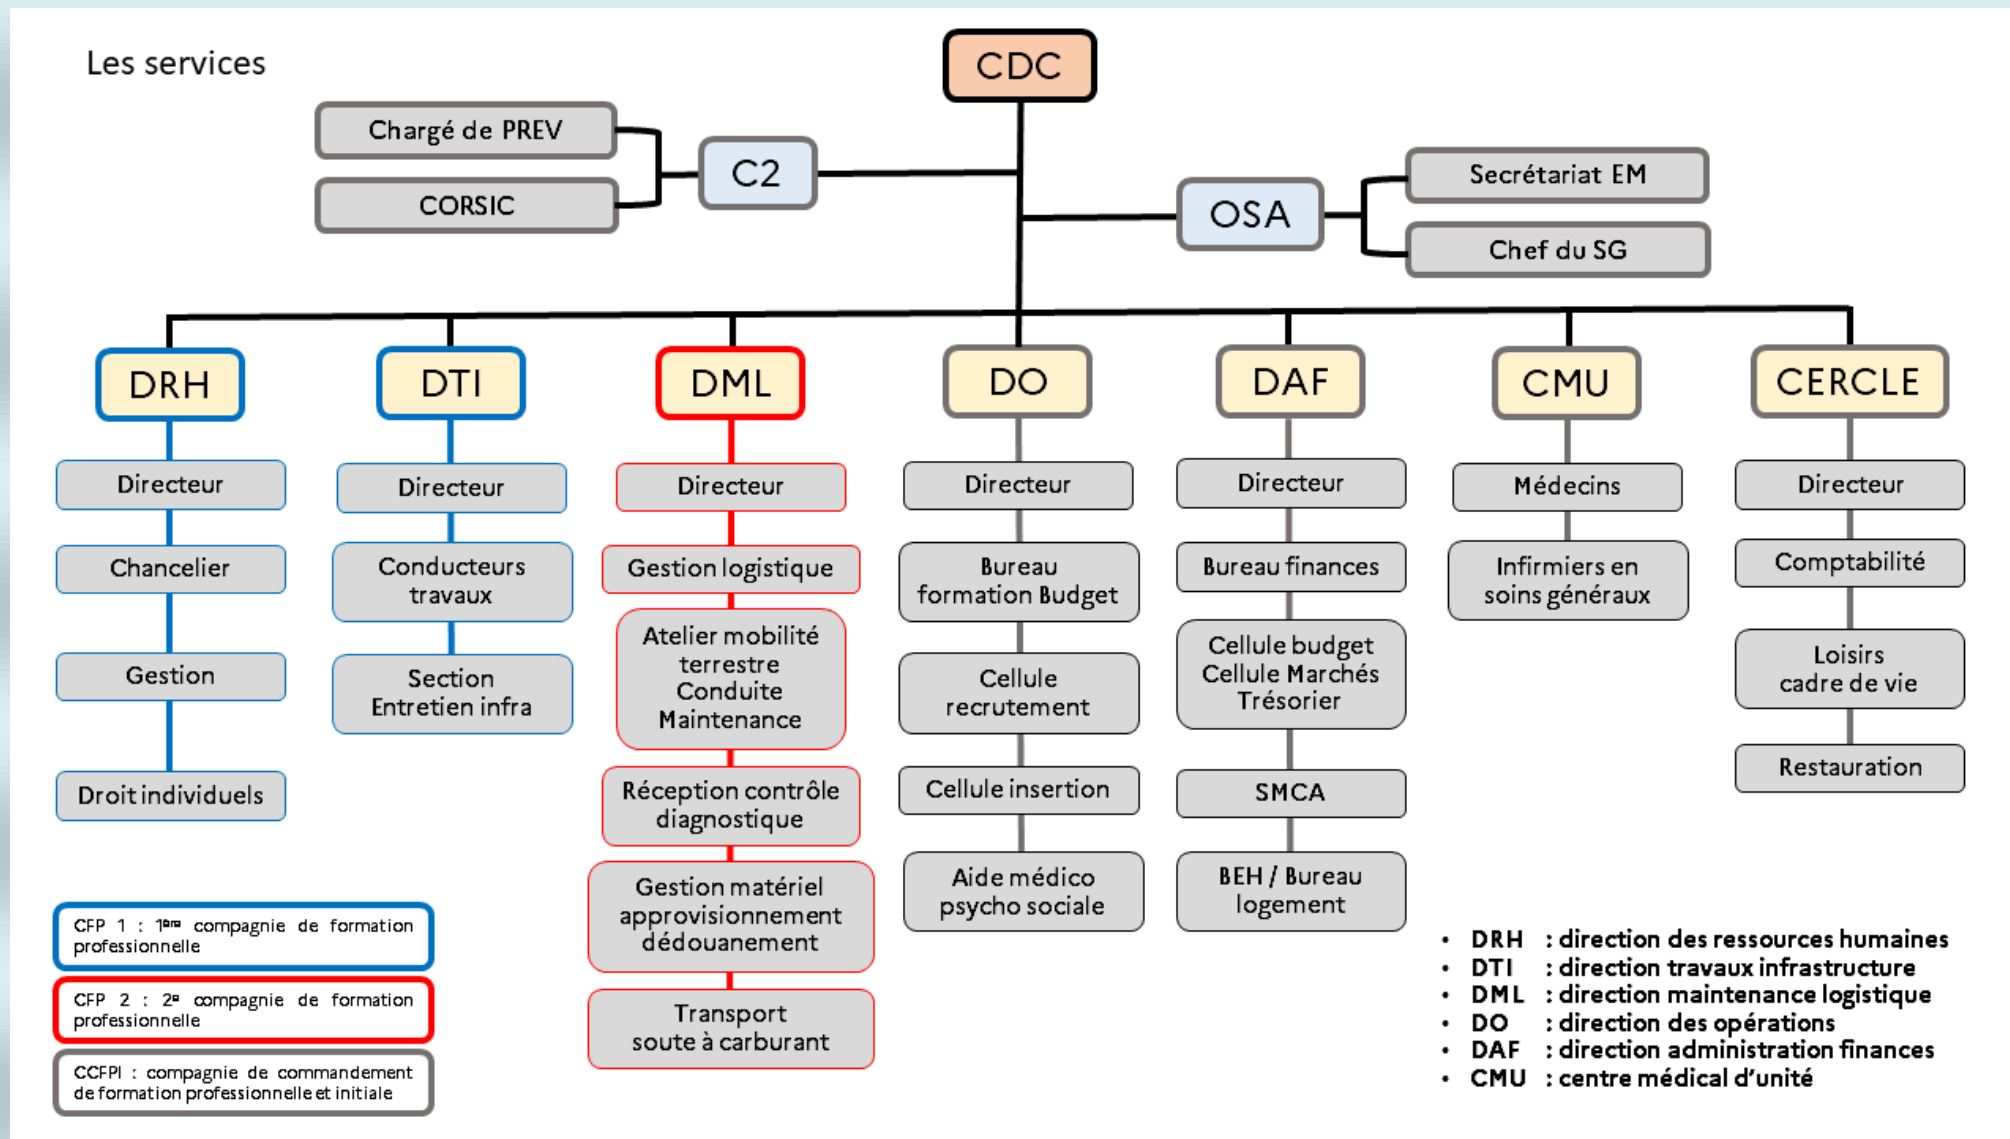 Les services
CDC
Chargé de PREV
C2
CORSIC
Secrétariat EM
OSA
Chef du SG
DRH
Directeur
Chancelier
Gestion
Droit individuels
DTI
Directeur
Conducteurs
travaux
Section
Entretien infra
DML
Directeur
Gestion logistique
Atelier mobilité
terrestre
Conduite
Maintenance
Réception contrôle
diagnostique
Gestion matériel
approvisionnement
dédouanement
Transport
soute à carburant
DO
Directeur
Bureau
formation Budget
Cellule
recrutement
Cellule insertion
Aide médico
psycho sociale
DAF
Directeur
Bureau finances
Cellule budget
Cellule Marchés
Trésorier
SMCA
BEH / Bureau
logement
CMU
Médecins
Infirmiers en
soins généraux
CERCLE
Directeur
Comptabilité
Loisirs
cadre de vie
Restauration
CFP 1 : 1ère compagnie de formation
professionnelle
CFP 2 : 2e compagnie de formation
professionnelle
CCFPI : compagnie de commandement
de formation professionnelle et initiale
• DRH : direction des ressources humaines
• DTI : direction travaux infrastructure
• DML : direction maintenance logistique
• DO : direction des opérations
• DAF : direction administration finances
• CMU : centre médical d'unité